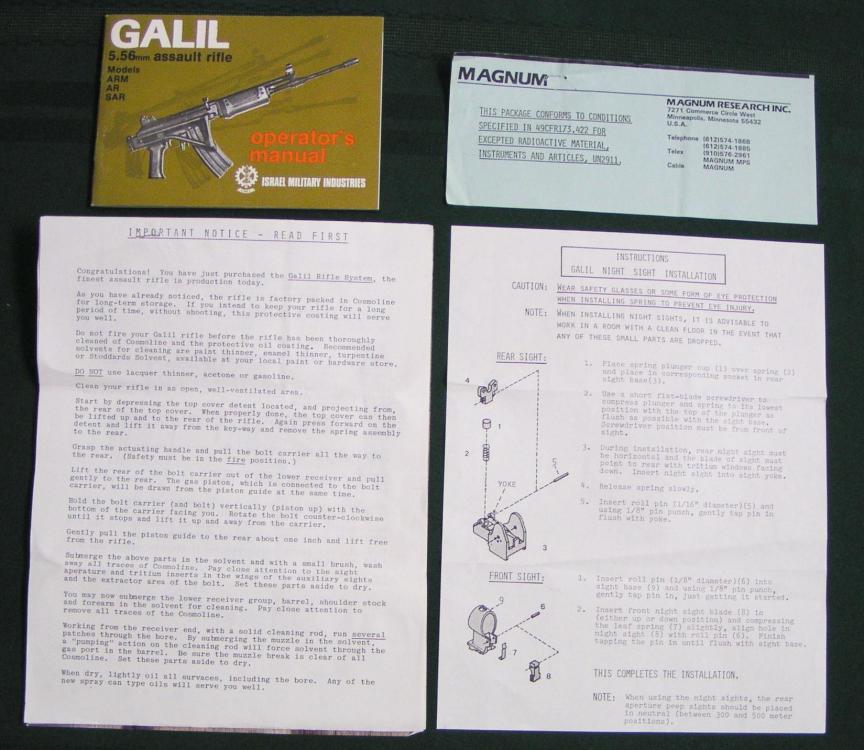 GALIL
5.56mm assault rifle
Models
ARM
AR
SAR
operator's
manual
ISRAEL MILITARY INDUSTRIES
MAGNUM
THIS PACKAGE CONFORMS TO CONDITIONS
SPECIFIED IN 49CFR173,422 FOR
EXCEPTED RADIOACTIVE MATERIAL,
INSTRUMENTS AND ARTICLES, UN2911,
MAGNUM RESEARCH INC.
7271 Commerce Circle West
Minneapolis, Minnesota 55432
U.S.A.
Telephone (612)574-1868
(612)574-1885
Telex (910)576-2961
MAGNUM MPS
Cable MAGNUM
IMPORTANT NOTICE - READ FIRST
Congratulations! You have just purchased the Galil Rifle System, the
finest assault rifle in production today.
As you have already noticed, the rifle is factory packed in Cosmoline
for long-term storage. If you intend to keep your rifle for a long
period of time, without shooting, this protective coating will serve
you well.
Do not fire your Galil rifle before the rifle has been thoroughly
cleaned of Cosmoline and the protective oil coating. Recommended
solvents for cleaning are paint thinner, enamel thinner, turpentine
or Stoddards Solvent, available at your local paint or hardware store.
DO NOT use lacquer thinner, acetone or gasoline.
Clean your rifle in as open, well-ventilated area.
Start by depressing the top cover detent located, and projecting from,
the rear of the top cover. When properly done, the top cover can then
be lifted up and to the rear of the rifle. Again press forward on the
detent and lift it away from the key-way and remove the spring assembly
to the rear.
Grasp the actuating handle and pull the bolt carrier all the way to
the rear. (Safety must be in the fire position.)
Lift the rear of the bolt carrier out of the lower receiver and pull
gently to the rear. The gas piston, which is connected to the bolt
carrier, will be drawn from the piston guide at the same time.
Hold the bolt carrier (and bolt) vertically (piston up) with the
bottom of the carrier facing you. Rotate the bolt counter-clockwise
until it stops and lift it up and away from the carrier.
Gently pull the piston guide to the rear about one inch and lift free
from the rifle.
Submerge the above parts in the solvent and with a small brush, wash
away all traces of Cosmoline. Pay close attention to the sight
aperature and tritium inserts in the wings of the auxiliary sights
and the extractor area of the bolt. Set these parts aside to dry.
You may now submerge the lower receiver group, barrel, shoulder stock
and forearm in the solvent for cleaning. Pay close attention to
remove all traces of the Cosmoline.
Working from the receiver end, with a solid cleaning rod, run several
patches through the bore. By submerging the muzzle in the solvent,
a "pumping" action on the cleaning rod will force solvent through the
gas port in the barrel. Be sure the muzzle break is clear of all
Cosmoline. Set these parts aside to dry.
When dry, lightly oil all survaces, including the bore. Any of the
new spray can type oils will serve you well.
INSTRUCTIONS
GALIL NIGHT SIGHT INSTALLATION
CAUTION: WEAR SAFETY GLASSES OR SOME FORM OF EYE PROTECTION
WHEN INSTALLING SPRING TO PREVENT EYE INJURY.
NOTE: WHEN INSTALLING NIGHT SIGHTS, IT IS ADVISABLE TO
WORK IN A ROOM WITH A CLEAN FLOOR IN THE EVENT THAT
ANY OF THESE SMALL PARTS ARE DROPPED.
REAR SIGHT:
4
1
2
5
YOKE
3
1. Place spring plunger cup (1) over spring (2)
and place in corresponding socket in rear
sight base(3).
2. Use a short flat-blade screwdriver to
compress plunger and spring to its lowest
position with the top of the plunger as
flush as possible with the sight base.
Screwdriver position must be from front of
sight.
3. During installation, rear night sight must
be horizontal and the blade of sight must
point to rear with tritium windows facing
down. Insert night sight into sight yoke.
4. Release spring slowly.
5. Insert roll pin (1/16" diameter)(5) and
using 1/8" pin punch, gently tap pin in
flush with yoke.
FRONT SIGHT:
9
6
7
8
1. Insert roll pin (1/8" diameter)(6) into
sight base (9) and using 1/8" pin punch,
gently tap pin in, just getting it started.
2. Insert front night sight blade (8) in
(either up or down position) and compressing
the leaf spring (7) slightly, align hole in
night sight (8) with roll pin (6). Finish
tapping the pin in until flush with sight base.
THIS COMPLETES THE INSTALLATION.
NOTE: When using the night sights, the rear
aperture peep sights should be placed
in neutral (between 300 and 500 meter
positions).